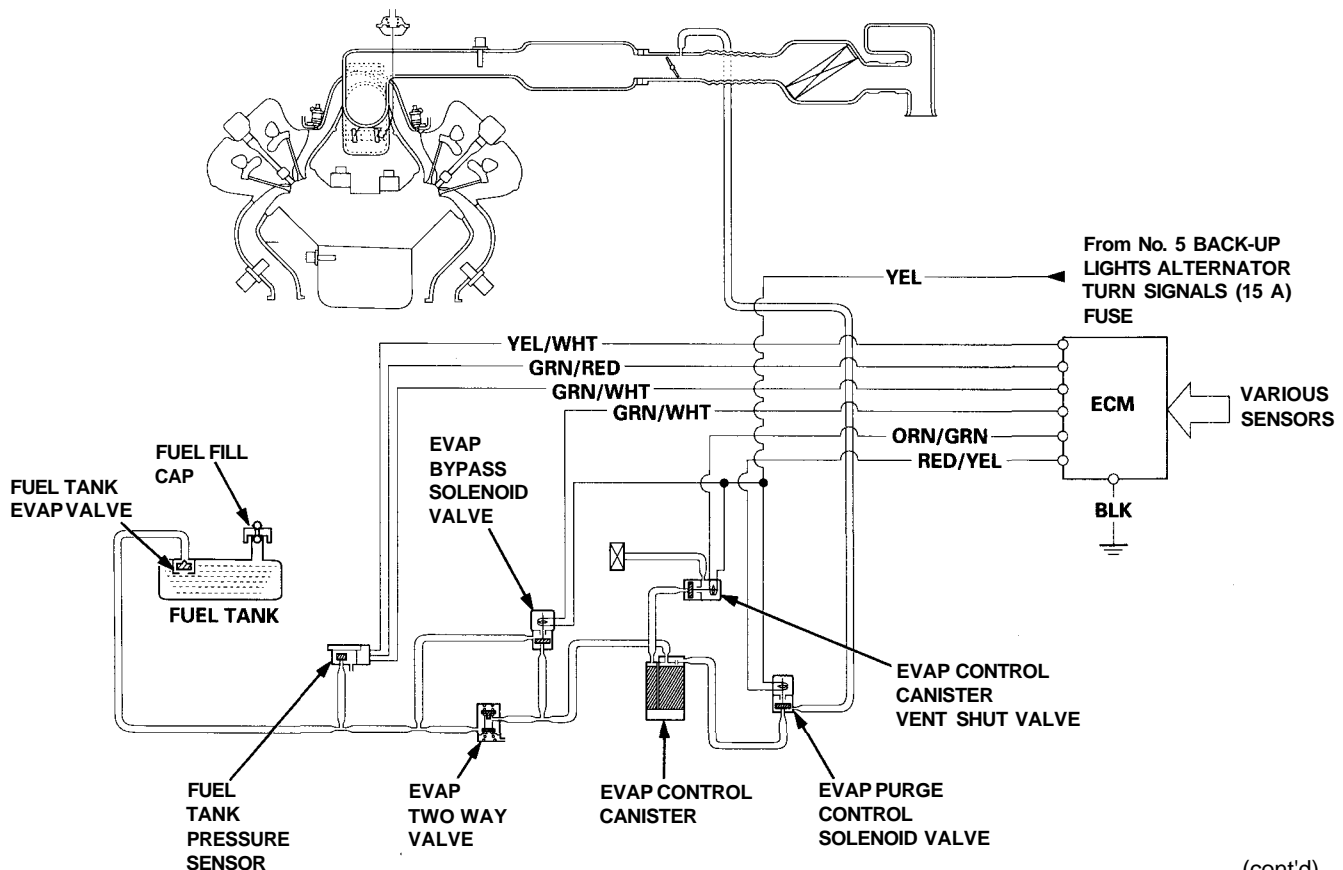 From No. 5 BACK-UP
LIGHTS ALTERNATOR
TURN SIGNALS (15 A)
FUSE
YEL
YEL/WHT
GRN/RED
GRN/WHT
GRN/WHT
ORN/GRN
RED/YEL
ECM
VARIOUS
SENSORS
BLK
FUEL FILL
CAP
FUEL TANK
EVAP VALVE
FUEL TANK
EVAP
BYPASS
SOLENOID
VALVE
EVAP CONTROL
CANISTER
VENT SHUT VALVE
FUEL
TANK
PRESSURE
SENSOR
EVAP
TWO WAY
VALVE
EVAP CONTROL
CANISTER
EVAP PURGE
CONTROL
SOLENOID VALVE
(cont'd)